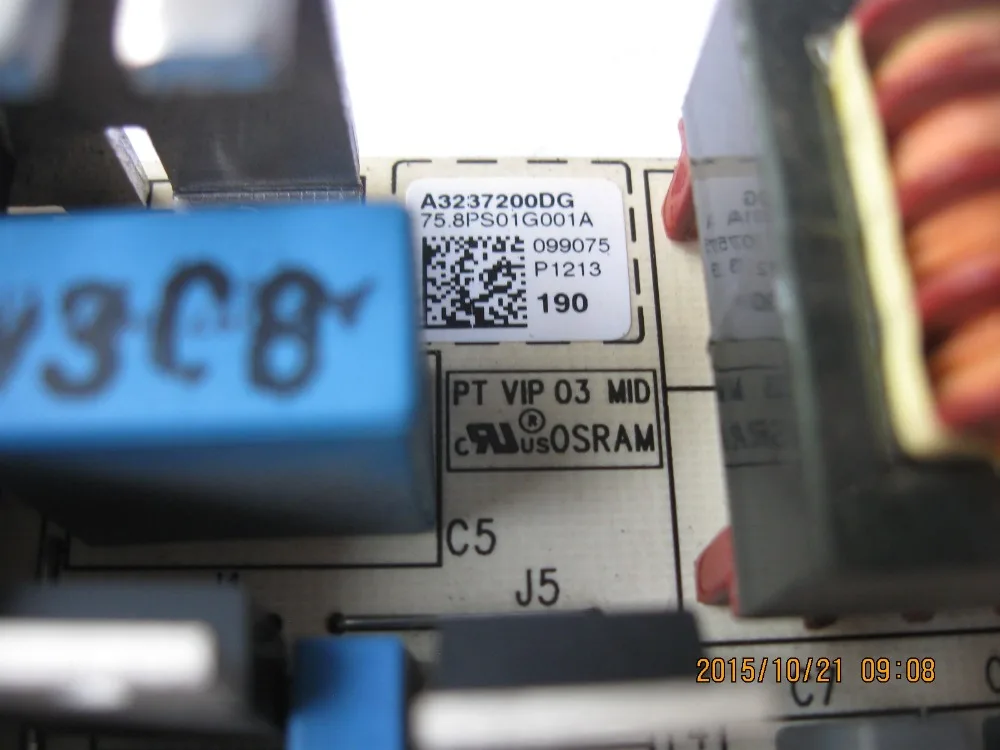 A3237200DG
75.8PS01G001A
099075
P1213
190
PT VIP 03 MID
c RU ® US OSRAM
C5
J5
2015/10/21 09:08
C7